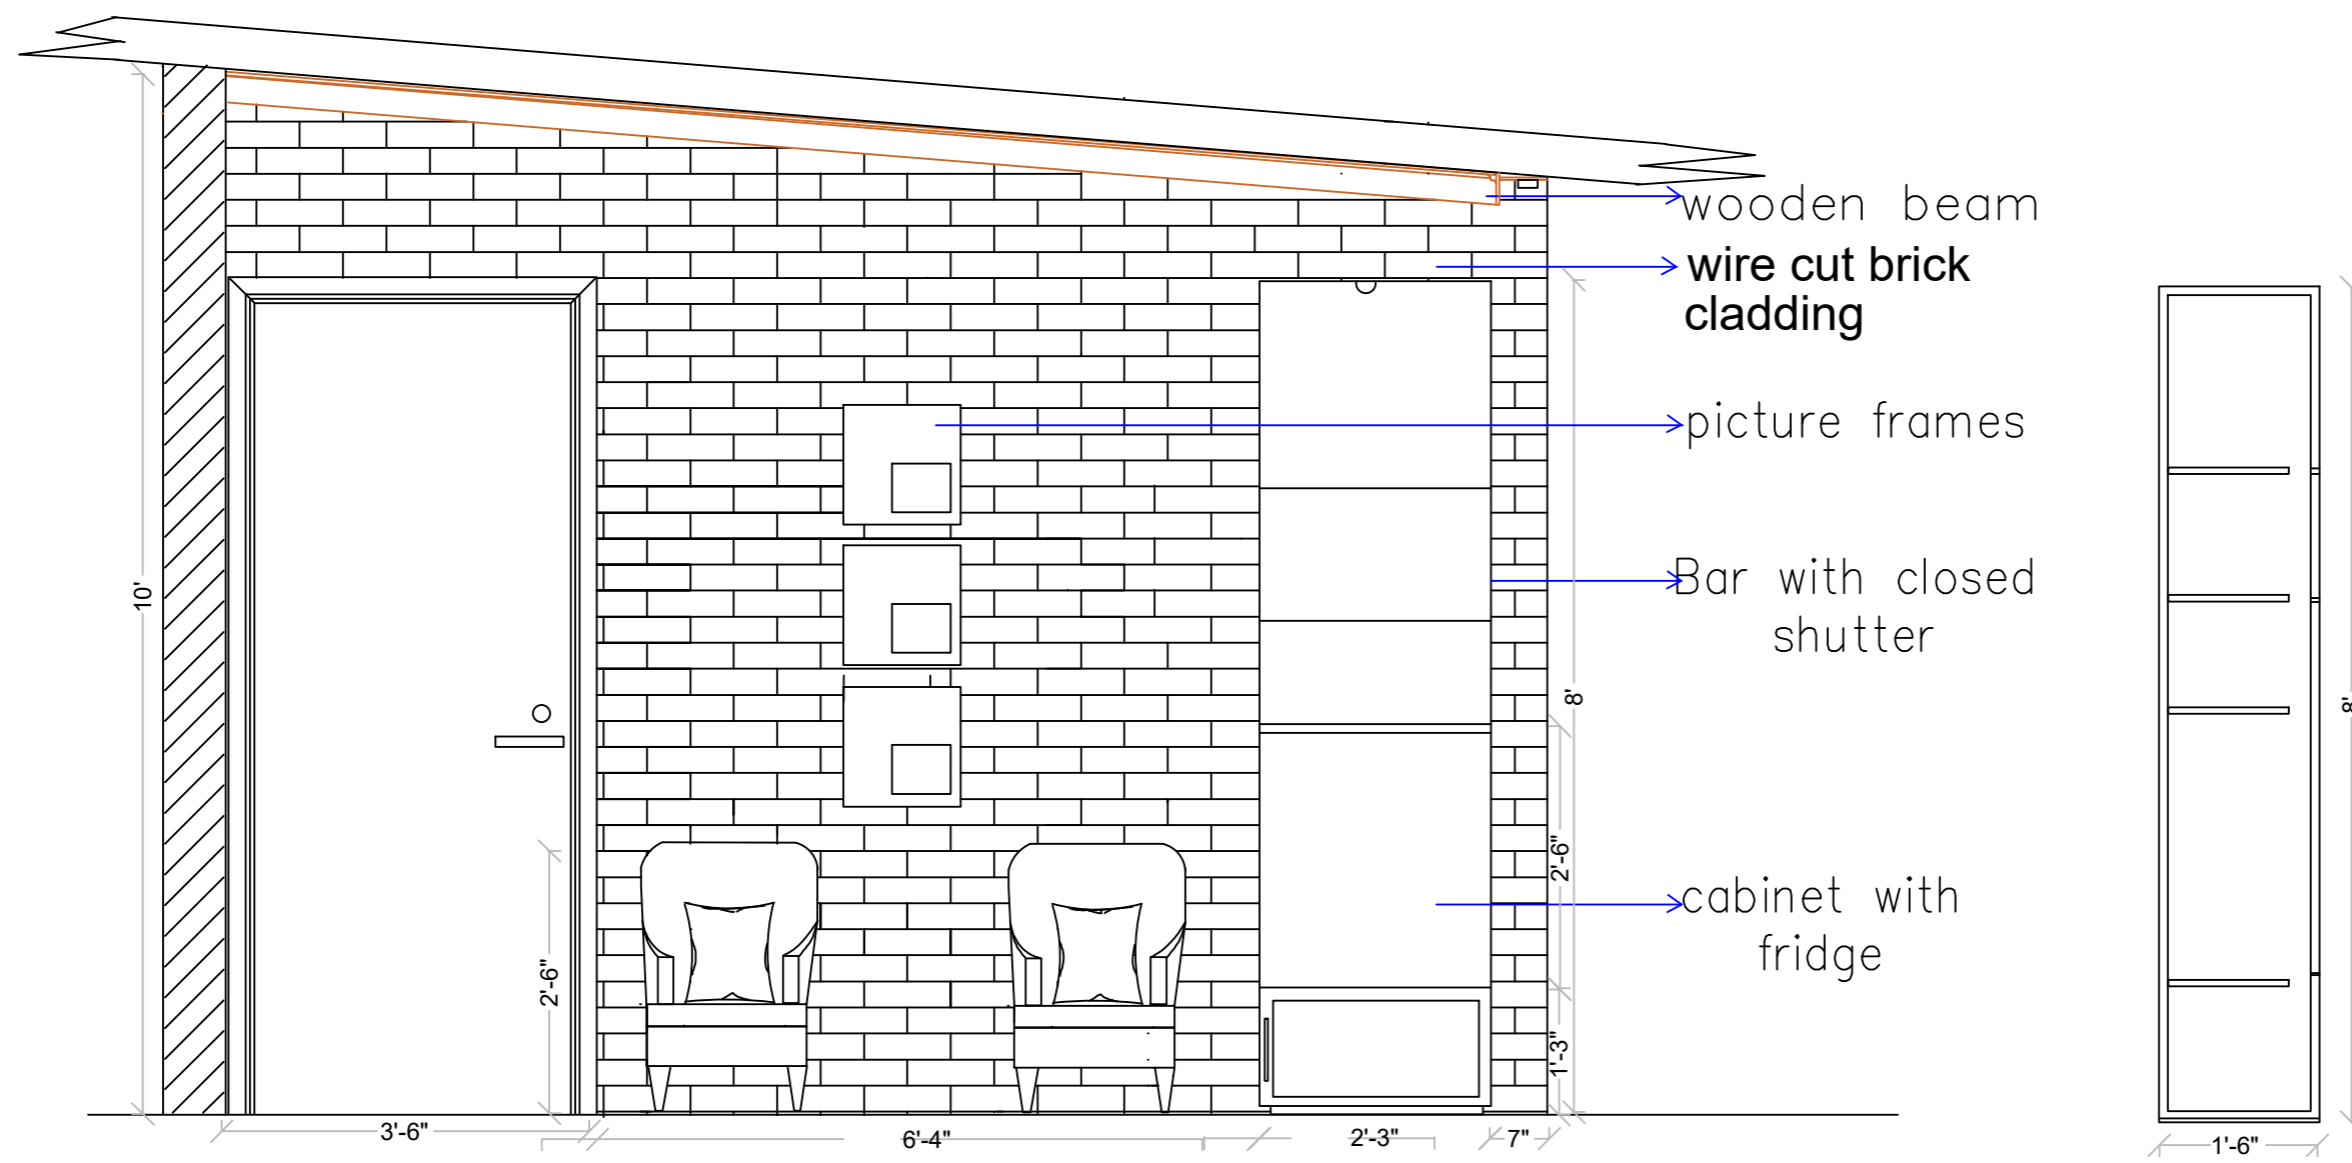 wooden beam
wire cut brick
cladding
picture frames
Bar with closed
shutter
cabinet with
fridge
10'
2'-6"
8'
2'-6"
1'-3"
8'
3'-6"
6'-4"
2'-3"
7"
1'-6"